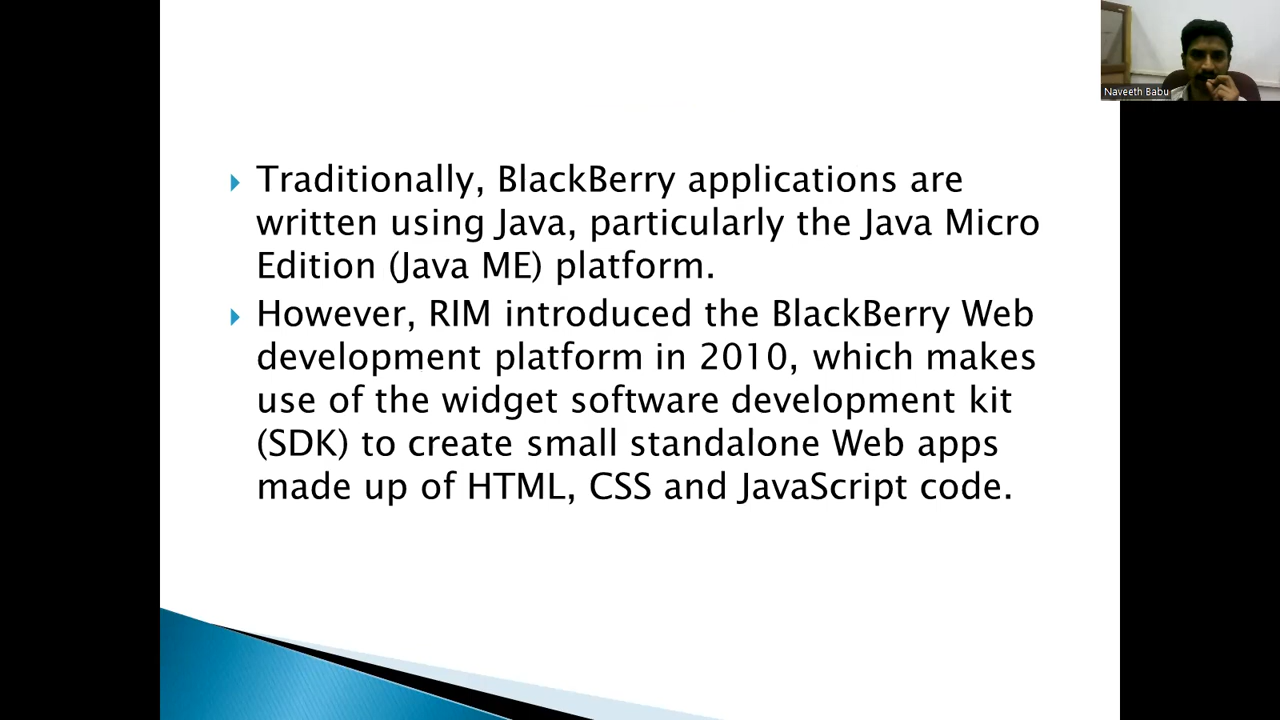 Naveeth Babu
Traditionally, BlackBerry applications are
written using Java, particularly the Java Micro
Edition (Java ME) platform.
However, RIM introduced the BlackBerry Web
development platform in 2010, which makes
use of the widget software development kit
(SDK) to create small standalone Web apps
made up of HTML, CSS and JavaScript code.